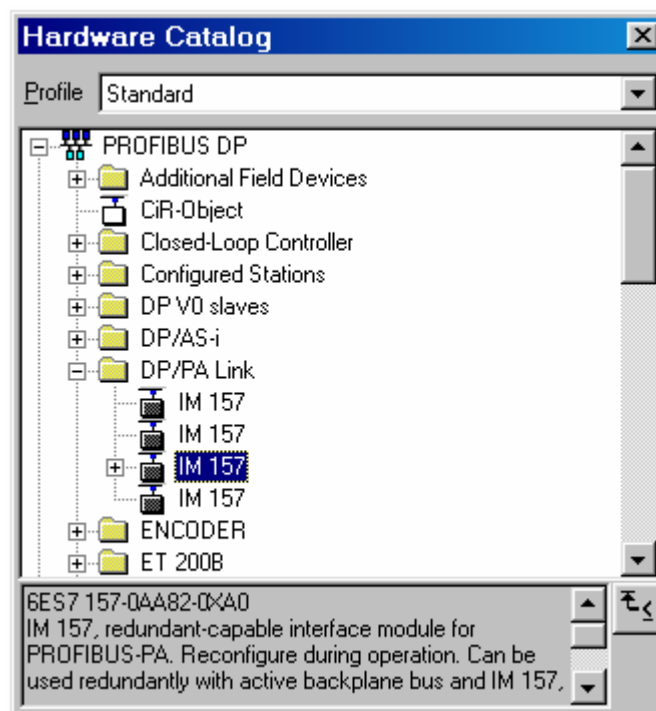 Hardware Catalog
Profile Standard
PROFIBUS DP
Additional Field Devices
CiR-Object
Closed-Loop Controller
Configured Stations
DP V0 slaves
DP/AS-i
DP/PA Link
IM 157
IM 157
IM 157
IM 157
ENCODER
ET 200B
6ES7 157-0AA82-0XA0
IM 157, redundant-capable interface module for
PROFIBUS-PA. Reconfigure during operation. Can be
used redundantly with active backplane bus and IM 157,